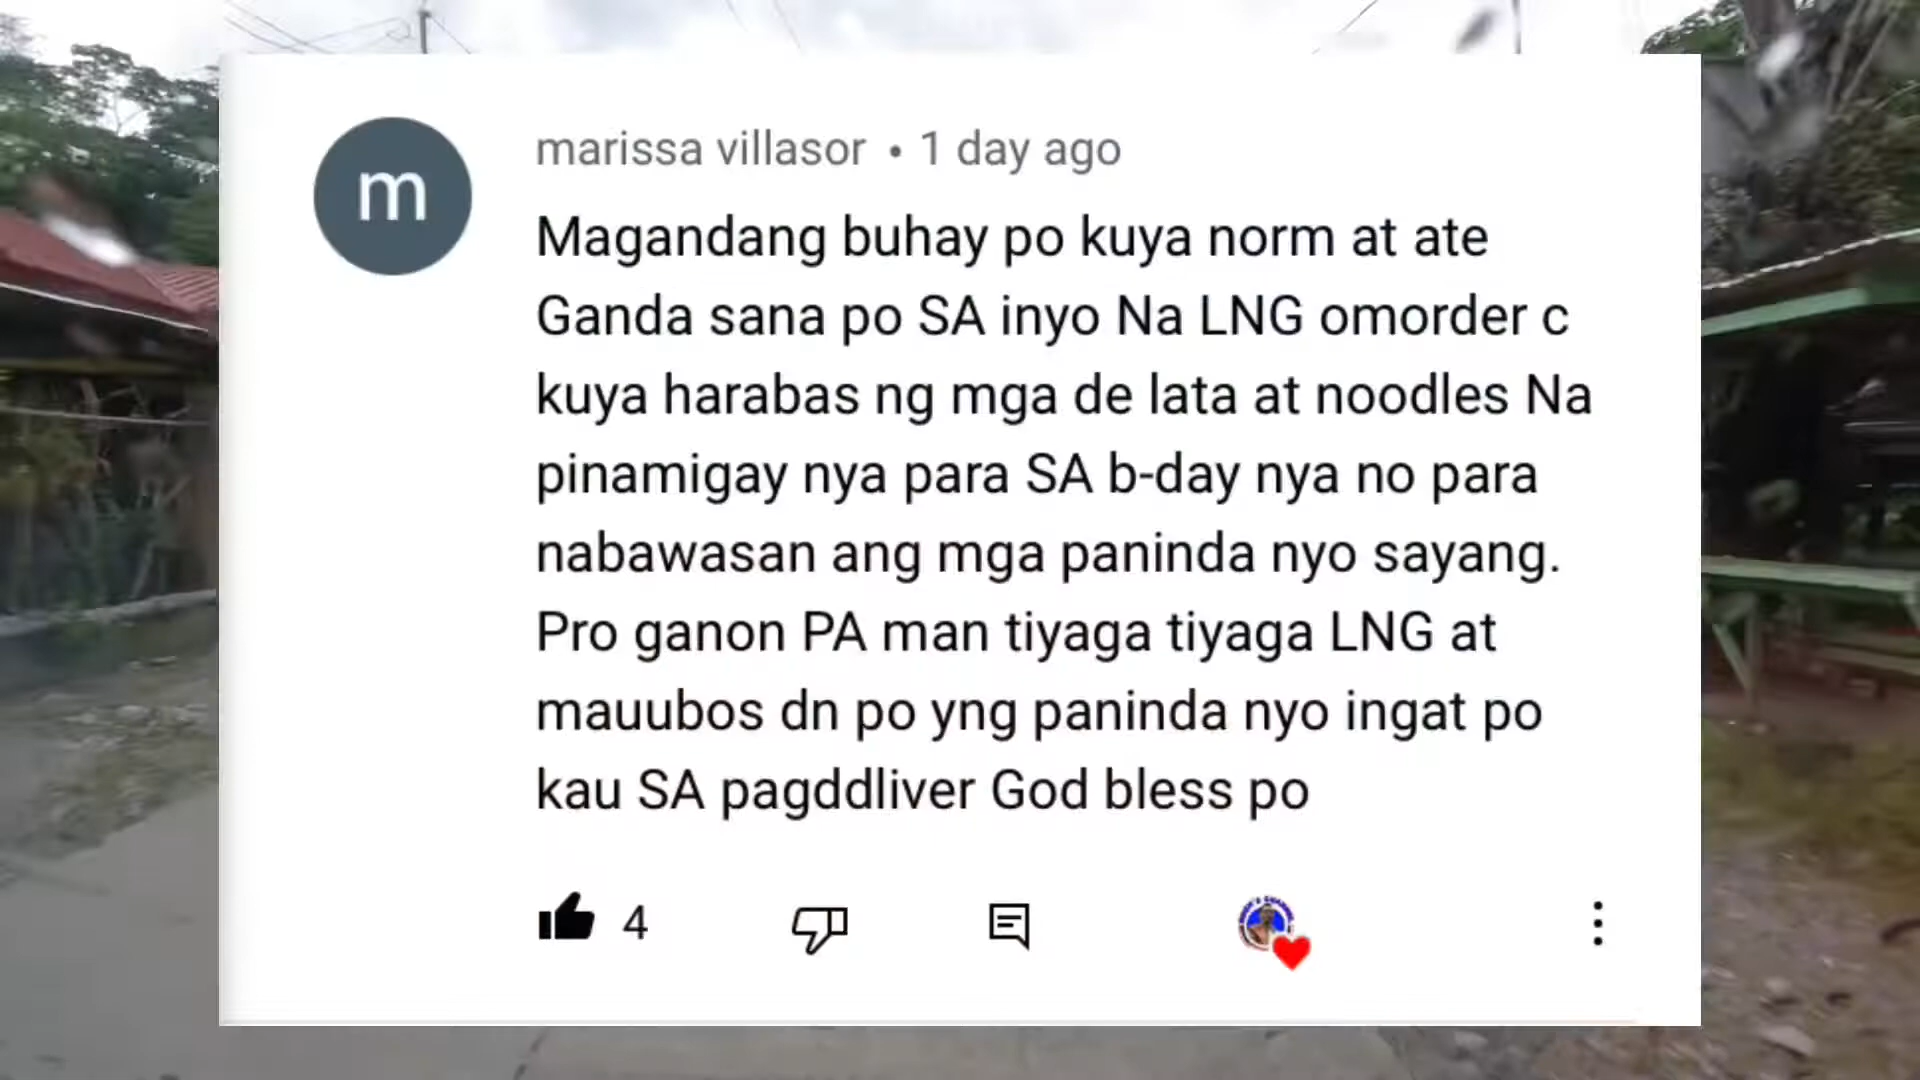 m
marissa villasor • 1 day ago
Magandang buhay po kuya norm at ate
Ganda sana po SA inyo Na LNG omorder c
kuya harabas ng mga de lata at noodles Na
pinamigay nya para SA b-day nya no para
nabawasan ang mga paninda nyo sayang.
Pro ganon PA man tiyaga tiyaga LNG at
mauubos dn po yng paninda nyo ingat po
kau SA pagddliver God bless po
4